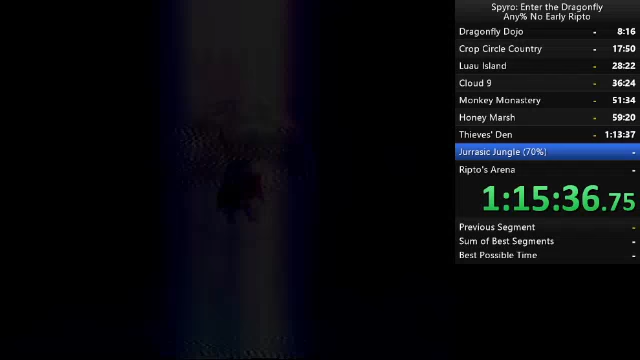 Spyro: Enter the Dragonfly
Any% No Early Ripto
Dragonfly Dojo - 8:16
Crop Circle Country - 17:50
Luau Island - 28:22
Cloud 9 - 36:24
Monkey Monastery - 51:34
Honey Marsh - 59:20
Thieves' Den - 1:13:37
Jurrasic Jungle (70%) -
Ripto's Arena -
1:15:36.75
Previous Segment -
Sum of Best Segments -
Best Possible Time -